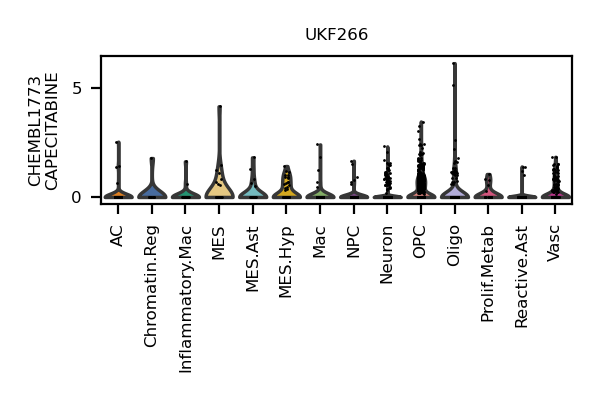 UKF266
CHEMBL1773
CAPECITABINE
5
0
AC
Chromatin.Reg
Inflammatory.Mac
MES
MES.Ast
MES.Hyp
Mac
NPC
Neuron
OPC
Oligo
Prolif.Metab
Reactive.Ast
Vasc